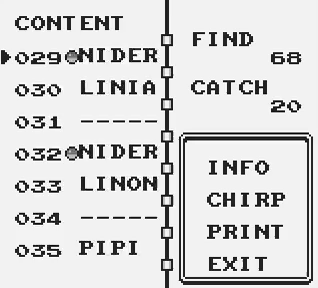 CONTENT
029 NIDER
030 LINIA
031 -----
032 NIDER
033 LINON
034 -----
035 PIPI
FIND
68
CATCH
20
INFO
CHIRP
PRINT
EXIT